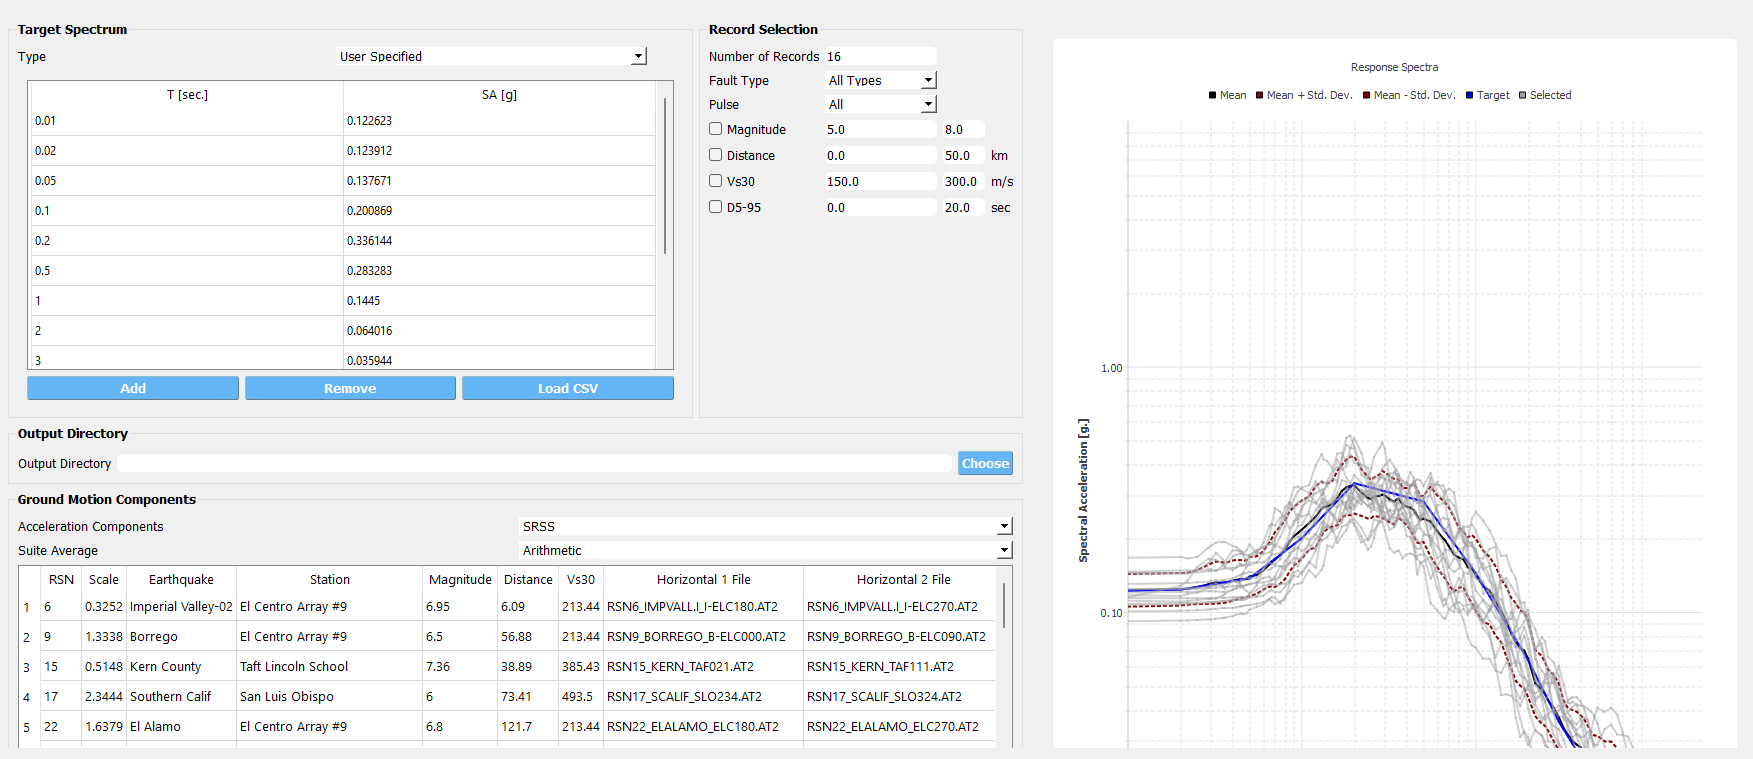 Target Spectrum
Type User Specified
T [sec.] SA [g]
0.01 0.122623
0.02 0.123912
0.05 0.137671
0.1 0.200869
0.2 0.336144
0.5 0.283283
1 0.1445
2 0.064016
3 0.035944
Add Remove Load CSV
Record Selection
Number of Records 16
Fault Type All Types
Pulse All
Magnitude 5.0 8.0
Distance 0.0 50.0 km
Vs30 150.0 300.0 m/s
D5-95 0.0 20.0 sec
Output Directory
Output Directory Choose
Ground Motion Components
Acceleration Components SRSS
Suite Average Arithmetic
RSN Scale Earthquake Station Magnitude Distance Vs30 Horizontal 1 File Horizontal 2 File
1 6 0.3252 Imperial Valley-02 El Centro Array #9 6.95 6.09 213.44 RSN6_IMPVALL.I_I-ELC180.AT2 RSN6_IMPVALL.I_I-ELC270.AT2
2 9 1.3338 Borrego El Centro Array #9 6.5 56.88 213.44 RSN9_BORREGO_B-ELC000.AT2 RSN9_BORREGO_B-ELC090.AT2
3 15 0.5148 Kern County Taft Lincoln School 7.36 38.89 385.43 RSN15_KERN_TAF021.AT2 RSN15_KERN_TAF111.AT2
4 17 2.3444 Southern Calif San Luis Obispo 6 73.41 493.5 RSN17_SCALIF_SLO234.AT2 RSN17_SCALIF_SLO324.AT2
5 22 1.6379 El Alamo El Centro Array #9 6.8 121.7 213.44 RSN22_ELALAMO_ELC180.AT2 RSN22_ELALAMO_ELC270.AT2
Response Spectra
Mean Mean + Std. Dev. Mean - Std. Dev. Target Selected
1.00
0.10
Spectral Acceleration [g.]